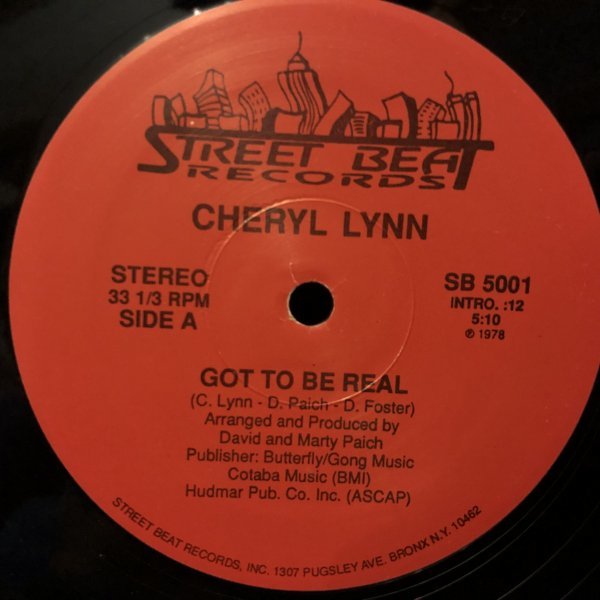 STREET BEAT
RECORDS
CHERYL LYNN
STEREO
33 1/3 RPM
SIDE A
SB 5001
INTRO. :12
5:10
℗ 1978
GOT TO BE REAL
(C. Lynn - D. Paich - D. Foster)
Arranged and Produced by
David and Marty Paich
Publisher: Butterfly/Gong Music
Cotaba Music (BMI)
Hudmar Pub. Co. Inc. (ASCAP)
STREET BEAT RECORDS, INC. 1307 PUGSLEY AVE. BRONX N.Y. 10462